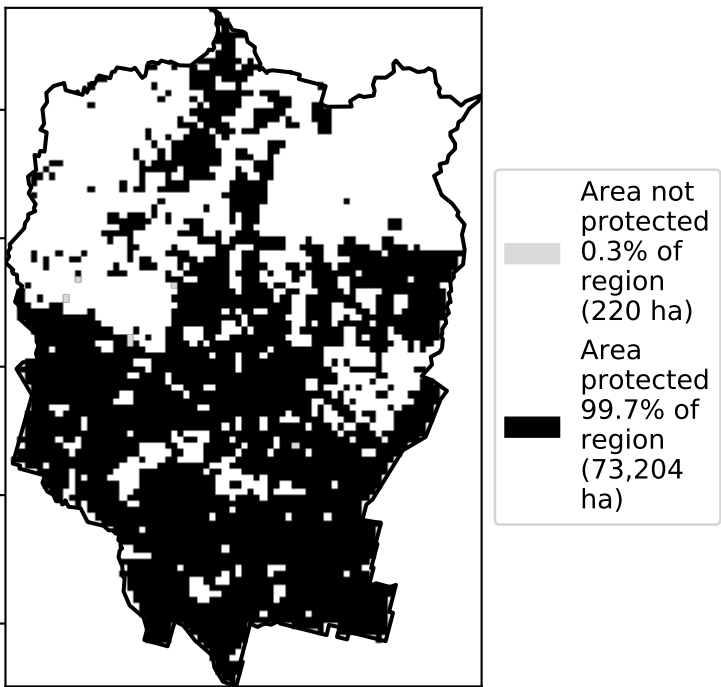 Area not
protected
0.3% of
region
(220 ha)
Area
protected
99.7% of
region
(73,204
ha)